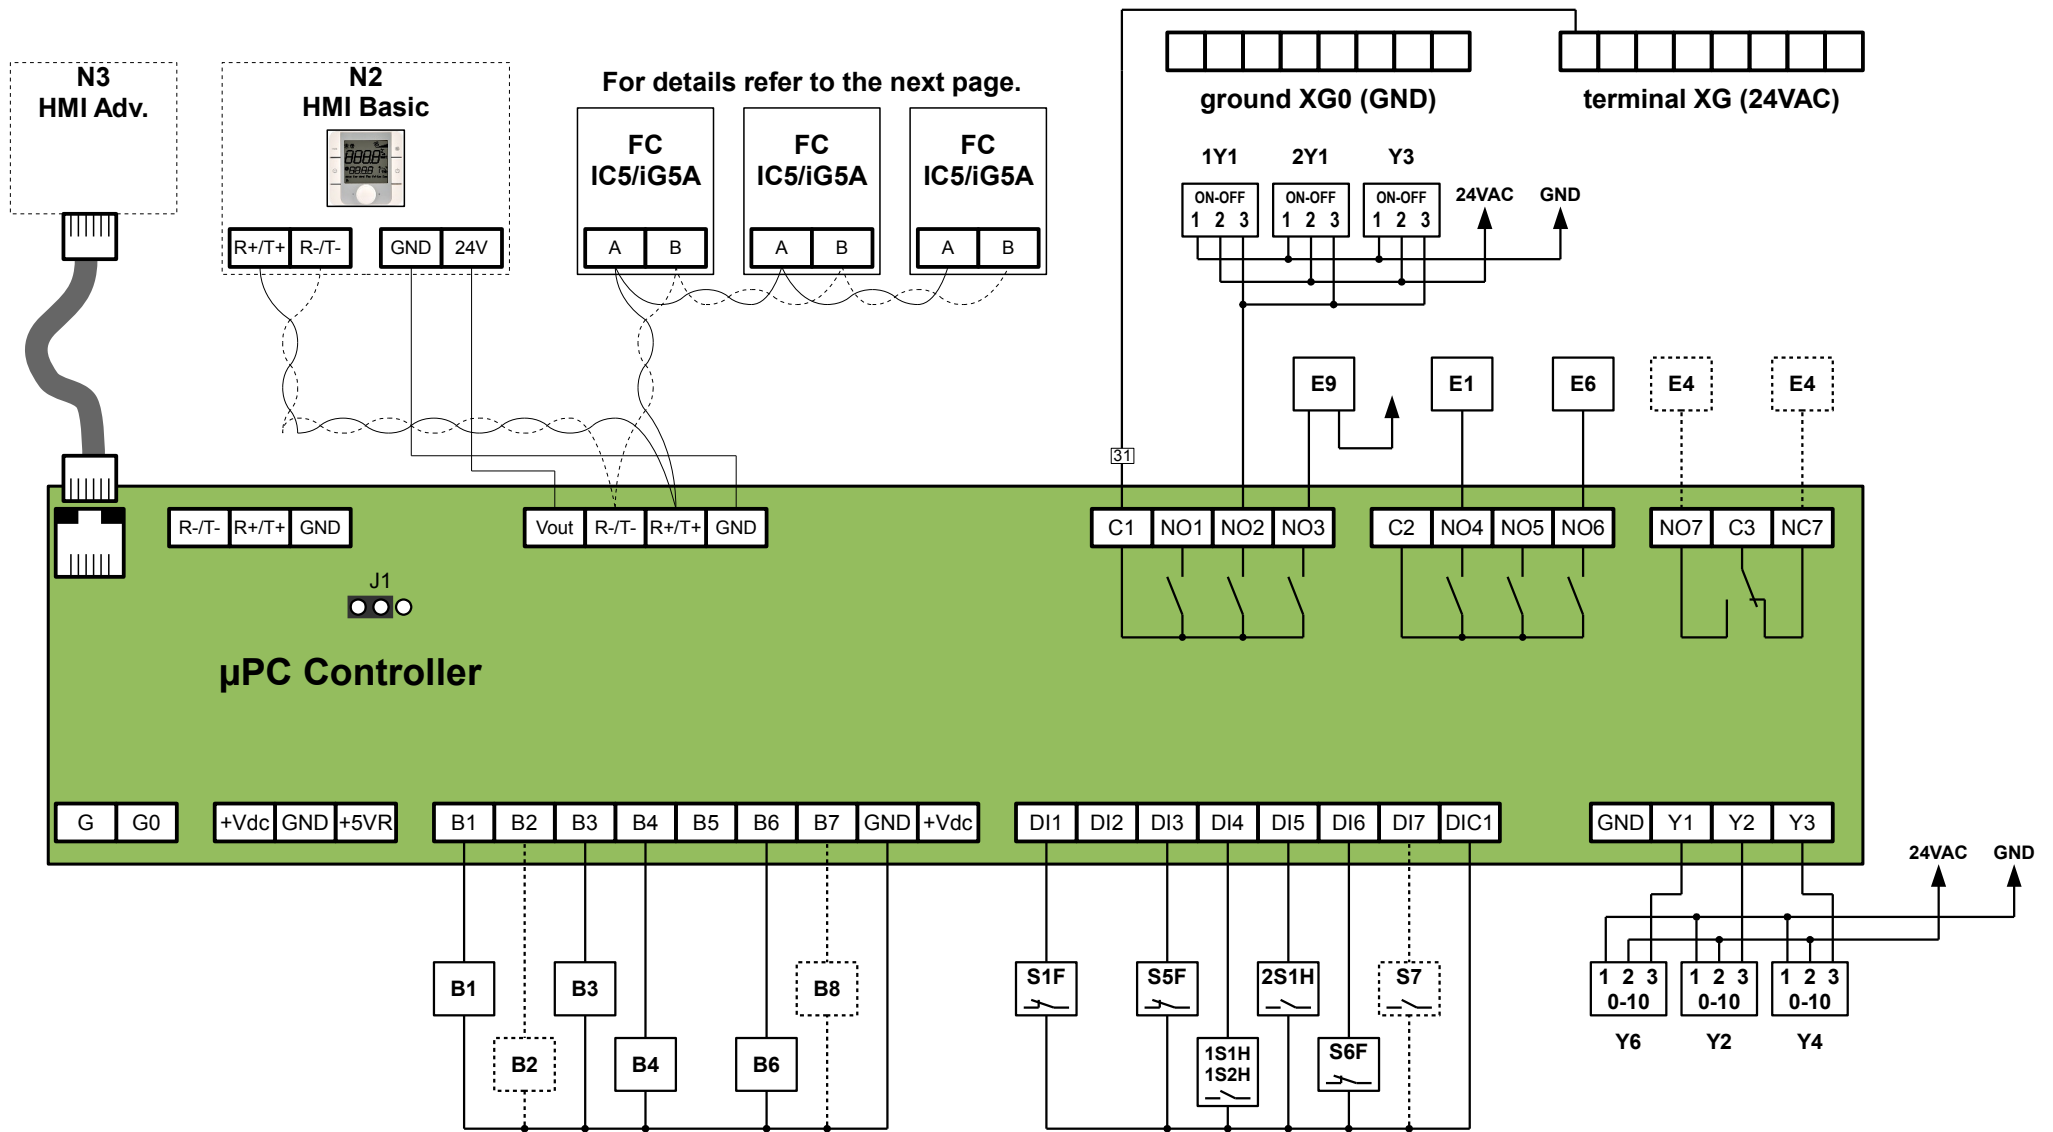 N3
HMI Adv.
N2
HMI Basic
R+/T+ R-/T- GND 24V
For details refer to the next page.
FC
IC5/iG5A
A B
FC
IC5/iG5A
A B
FC
IC5/iG5A
A B
ground XG0 (GND)
terminal XG (24VAC)
1Y1 2Y1 Y3
ON-OFF
1 2 3
ON-OFF
1 2 3
ON-OFF
1 2 3
24VAC GND
E9 E1 E6 E4 E4
31
R-/T- R+/T+ GND
Vout R-/T- R+/T+ GND
C1 NO1 NO2 NO3
C2 NO4 NO5 NO6
NO7 C3 NC7
J1
µPC Controller
G G0
+Vdc GND +5VR
B1 B2 B3 B4 B5 B6 B7 GND +Vdc
DI1 DI2 DI3 DI4 DI5 DI6 DI7 DIC1
GND Y1 Y2 Y3
24VAC GND
B1 B3 B8
B2 B4 B6
S1F S5F 2S1H S7
1S1H
1S2H
S6F
1 2 3
0-10
Y6
1 2 3
0-10
Y2
1 2 3
0-10
Y4